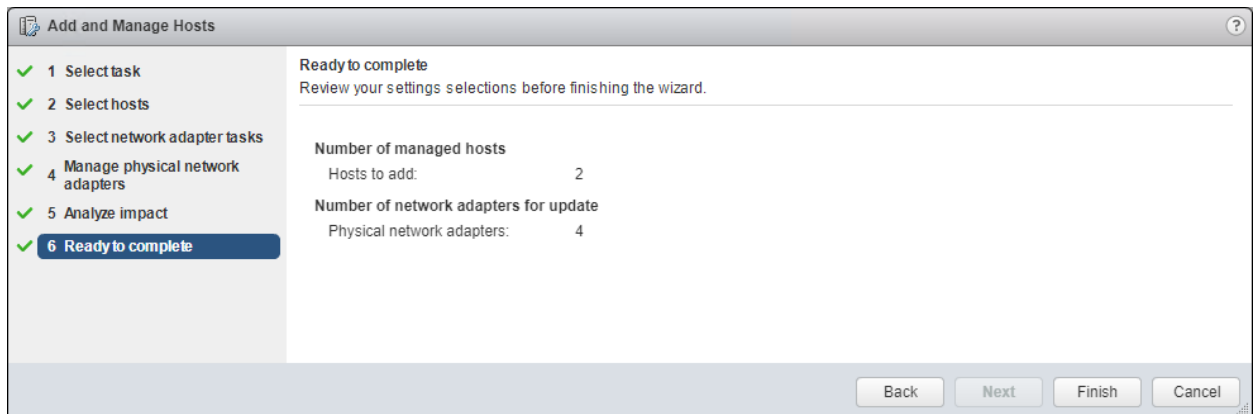 Add and Manage Hosts
?
1 Select task
2 Select hosts
3 Select network adapter tasks
4 Manage physical network
adapters
5 Analyze impact
6 Ready to complete
Ready to complete
Review your settings selections before finishing the wizard.
Number of managed hosts
Hosts to add: 2
Number of network adapters for update
Physical network adapters: 4
Back Next Finish Cancel